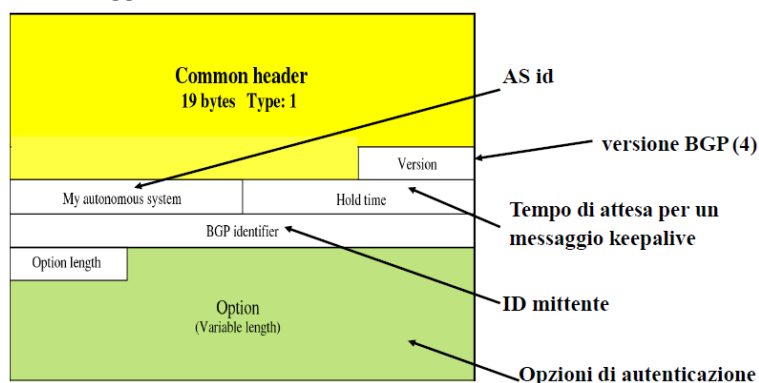 Common header
19 bytes Type: 1
AS id
Version
versione BGP (4)
My autonomous system
Hold time
Tempo di attesa per un
messaggio keepalive
BGP identifier
Option length
ID mittente
Option
(Variable length)
Opzioni di autenticazione